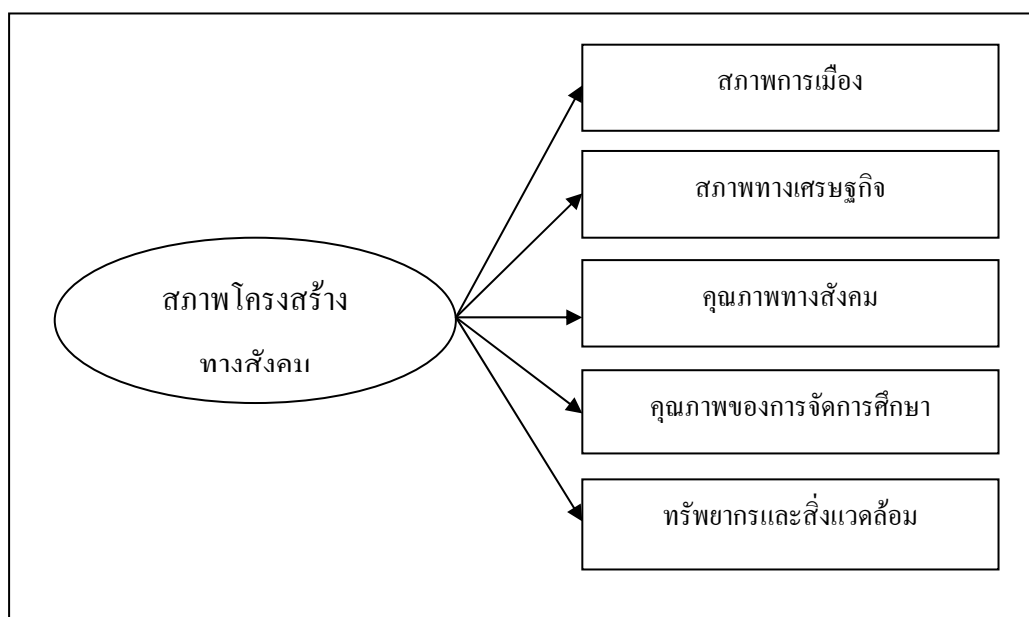 สภาพการเมือง
สภาพทางเศรษฐกิจ
สภาพโครงสร้าง
ทางสังคม
คุณภาพทางสังคม
คุณภาพของการจัดการศึกษา
ทรัพยากรและสิ่งแวดล้อม